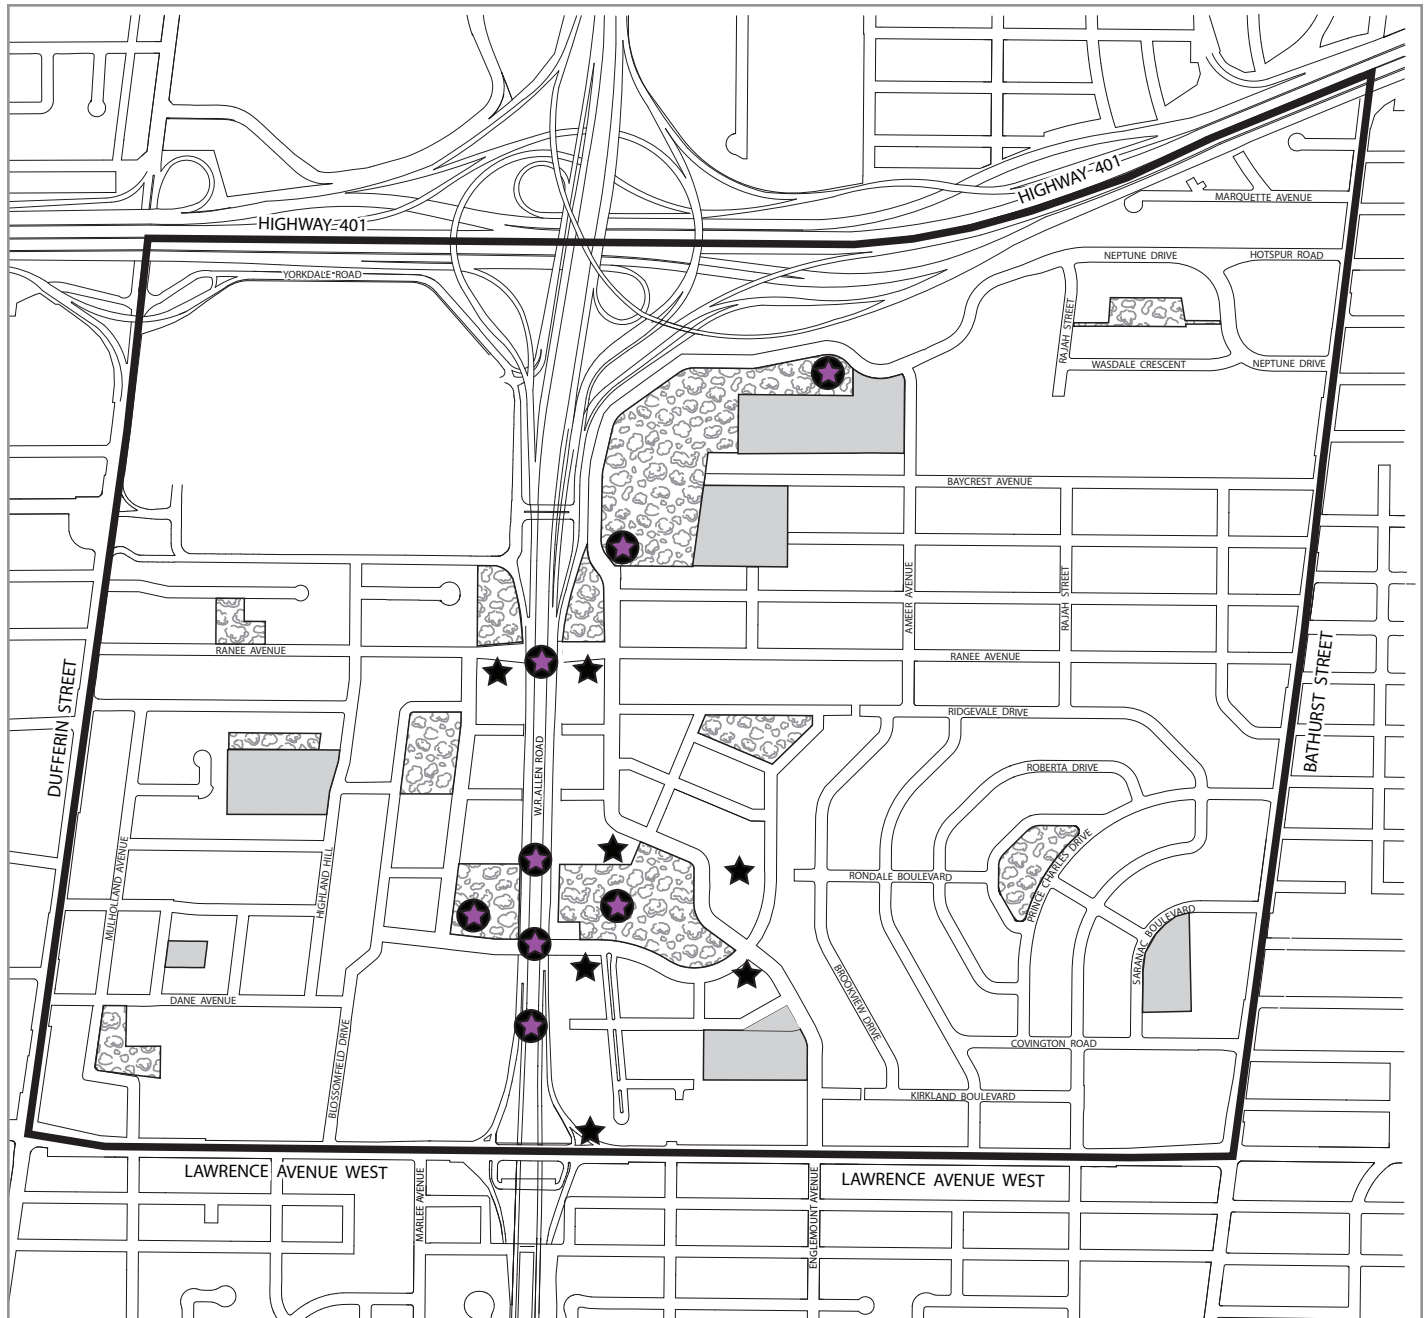 HIGHWAY 401
HIGHWAY 401
MARQUETTE AVENUE
NEPTUNE DRIVE
HOTSPUR ROAD
YORKDALE ROAD
RAJAH STREET
WASDALE CRESCENT
NEPTUNE DRIVE
BAYCREST AVENUE
AMEER AVENUE
RAJAH STREET
RANEE AVENUE
RANEE AVENUE
DUFFERIN STREET
BATHURST STREET
RIDGEVALE DRIVE
W.R.ALLEN ROAD
ROBERTA DRIVE
MULHOLLAND AVENUE
HIGHLAND HILL
RONDALE BOULEVARD
PRINCE CHARLES DRIVE
SARANAC BOULEVARD
DANE AVENUE
BROOKVIEW DRIVE
BLOSSOMFIELD DRIVE
COVINGTON ROAD
KIRKLAND BOULEVARD
LAWRENCE AVENUE WEST
LAWRENCE AVENUE WEST
MARLEE AVENUE
ENGLEMOUNT AVENUE